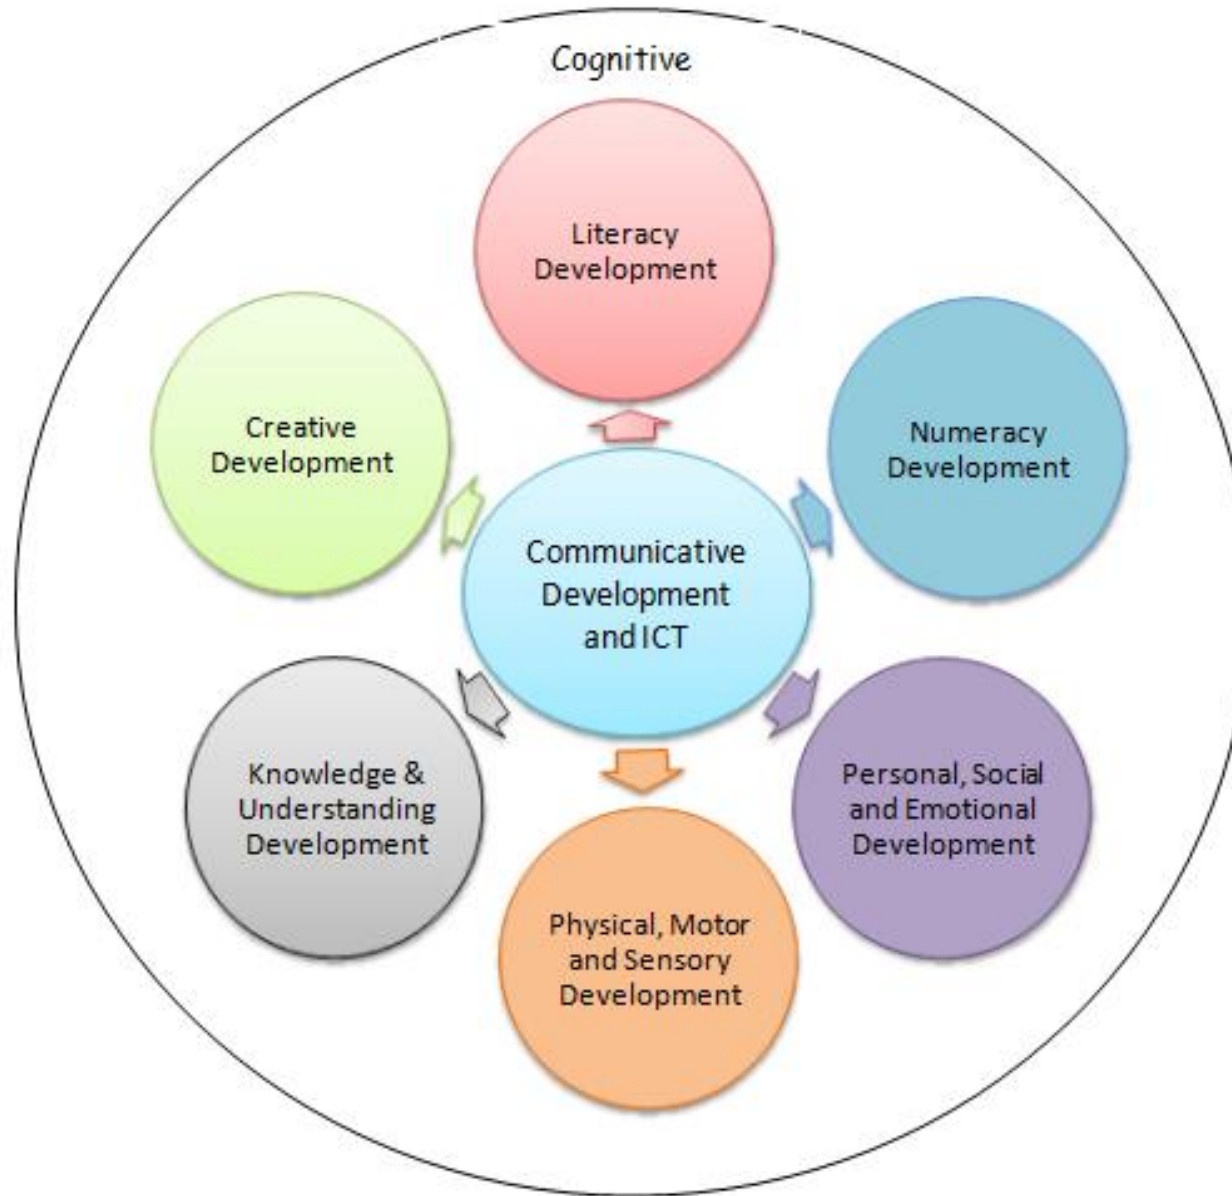 Cognitive
Literacy
Development
Creative
Development
Numeracy
Development
Communicative
Development
and ICT
Knowledge &
Understanding
Development
Personal, Social
and Emotional
Development
Physical, Motor
and Sensory
Development